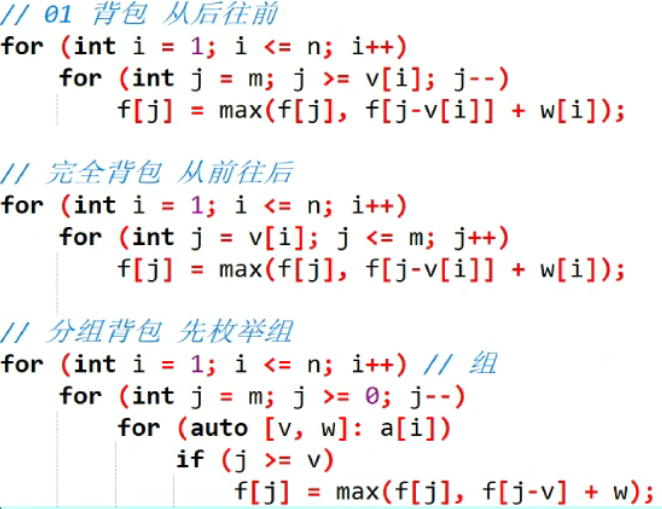 // 01 背包 从后往前
for (int i = 1; i <= n; i++)
    for (int j = m; j >= v[i]; j--)
        f[j] = max(f[j], f[j-v[i]] + w[i]);
// 完全背包 从前往后
for (int i = 1; i <= n; i++)
    for (int j = v[i]; j <= m; j++)
        f[j] = max(f[j], f[j-v[i]] + w[i]);
// 分组背包 先枚举组
for (int i = 1; i <= n; i++) // 组
    for (int j = m; j >= 0; j--)
        for (auto [v, w]: a[i])
            if (j >= v)
                f[j] = max(f[j], f[j-v] + w);